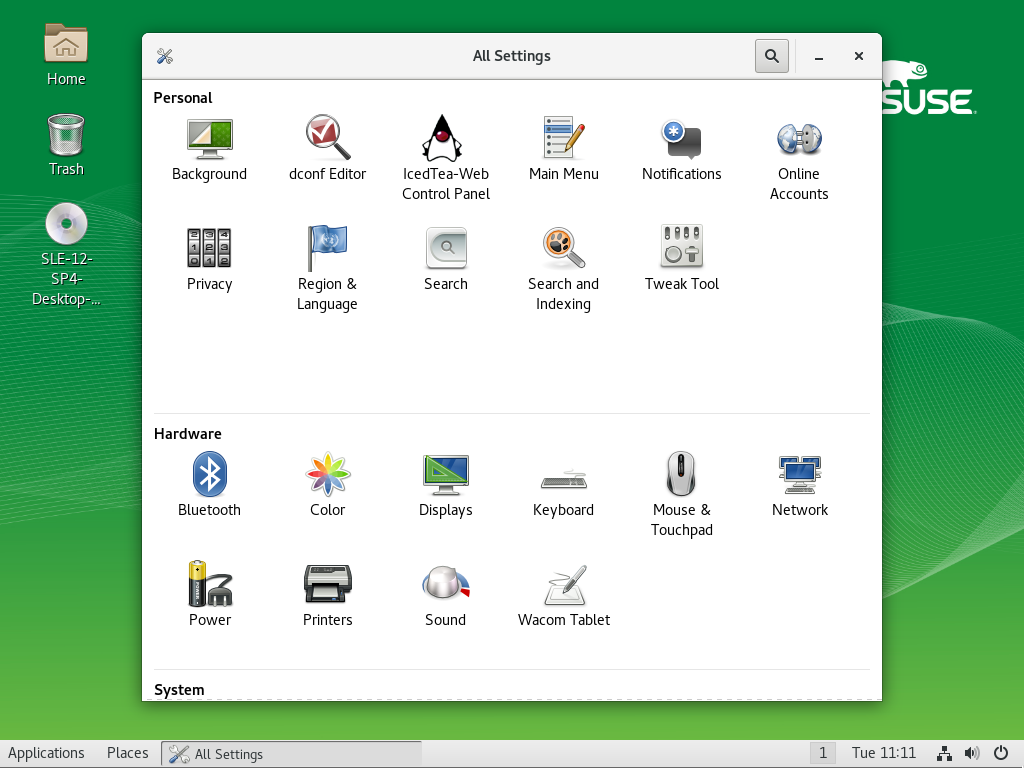 Home
Trash
SLE-12-
SP4-
Desktop-...
All Settings
SUSE
Personal
Background
dconf Editor
IcedTea-Web
Control Panel
Main Menu
Notifications
Online
Accounts
Privacy
Region &
Language
Search
Search and
Indexing
Tweak Tool
Hardware
Bluetooth
Color
Displays
Keyboard
Mouse &
Touchpad
Network
Power
Printers
Sound
Wacom Tablet
System
Applications
Places
All Settings
1
Tue 11:11